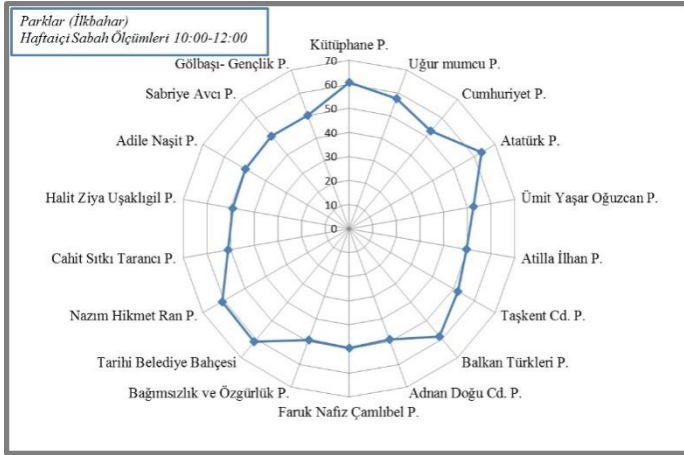 Parklar (İlkbahar)
Haftaiçi Sabah Ölçümleri 10:00-12:00
Kütüphane P.
Uğur mumcu P.
Cumhuriyet P.
Atatürk P.
Ümit Yaşar Oğuzcan P.
Atilla İlhan P.
Taşkent Cd. P.
Balkan Türkleri P.
Adnan Doğu Cd. P.
Faruk Nafız Çamlıbel P.
Bağımsızlık ve Özgürlük P.
Tarihi Belediye Bahçesi
Nazım Hikmet Ran P.
Cahit Sıtkı Tarancı P.
Halit Ziya Uşaklıgil P.
Adile Naşit P.
Sabriye Avcı P.
Gölbaşı- Gençlik P.
70
60
50
40
30
20
10
0